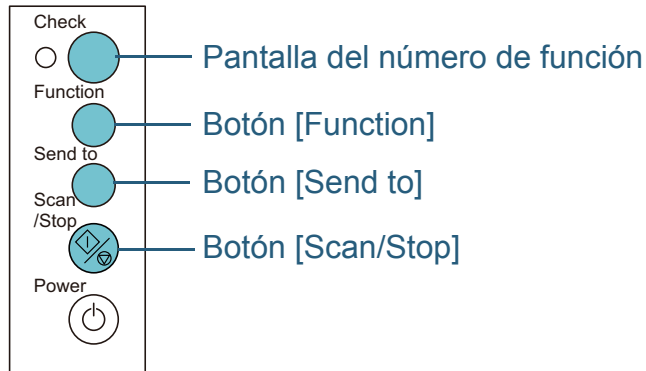 Check
Pantalla del número de función
Function
Botón [Function]
Send to
Botón [Send to]
Scan
/Stop
Botón [Scan/Stop]
Power